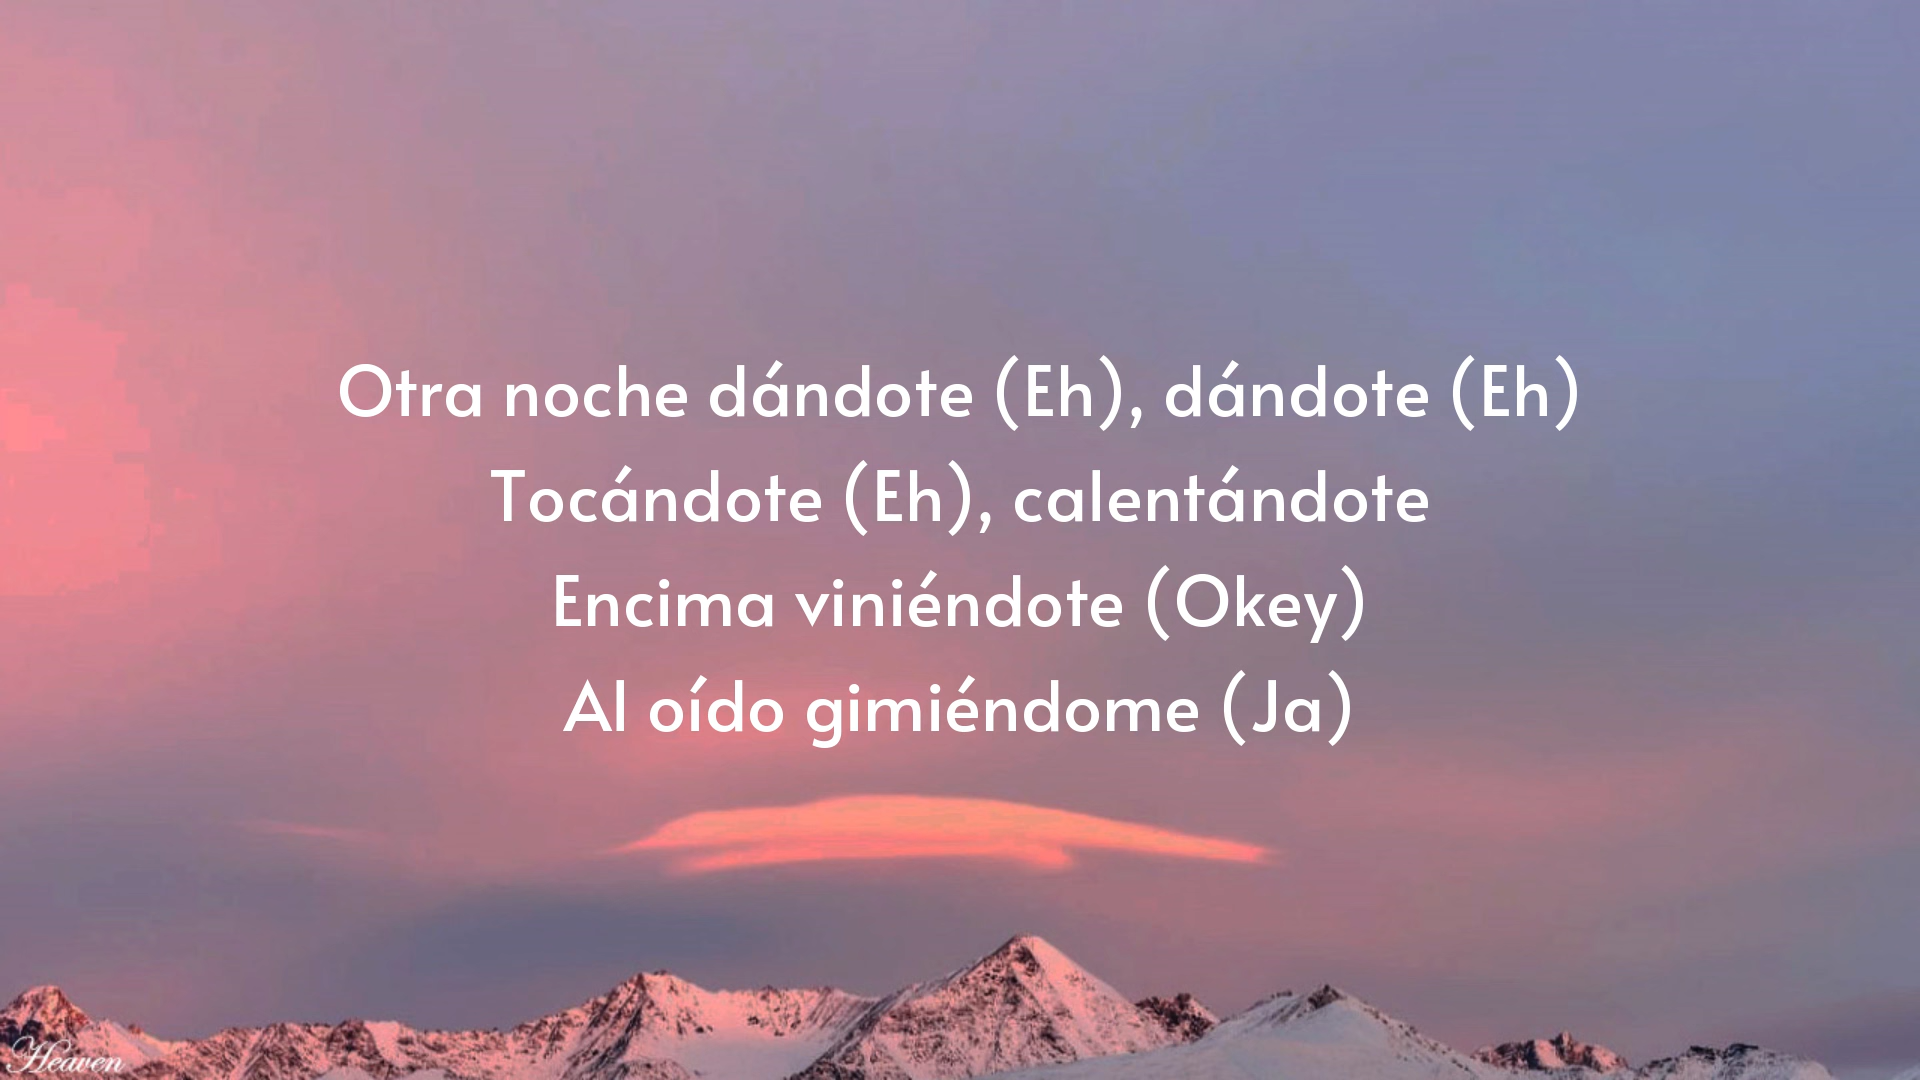 Otra noche dándote (Eh), dándote (Eh)
Tocándote (Eh), calentándote
Encima viniéndote (Okey)
Al oído gimiéndome (Ja)
Heaven